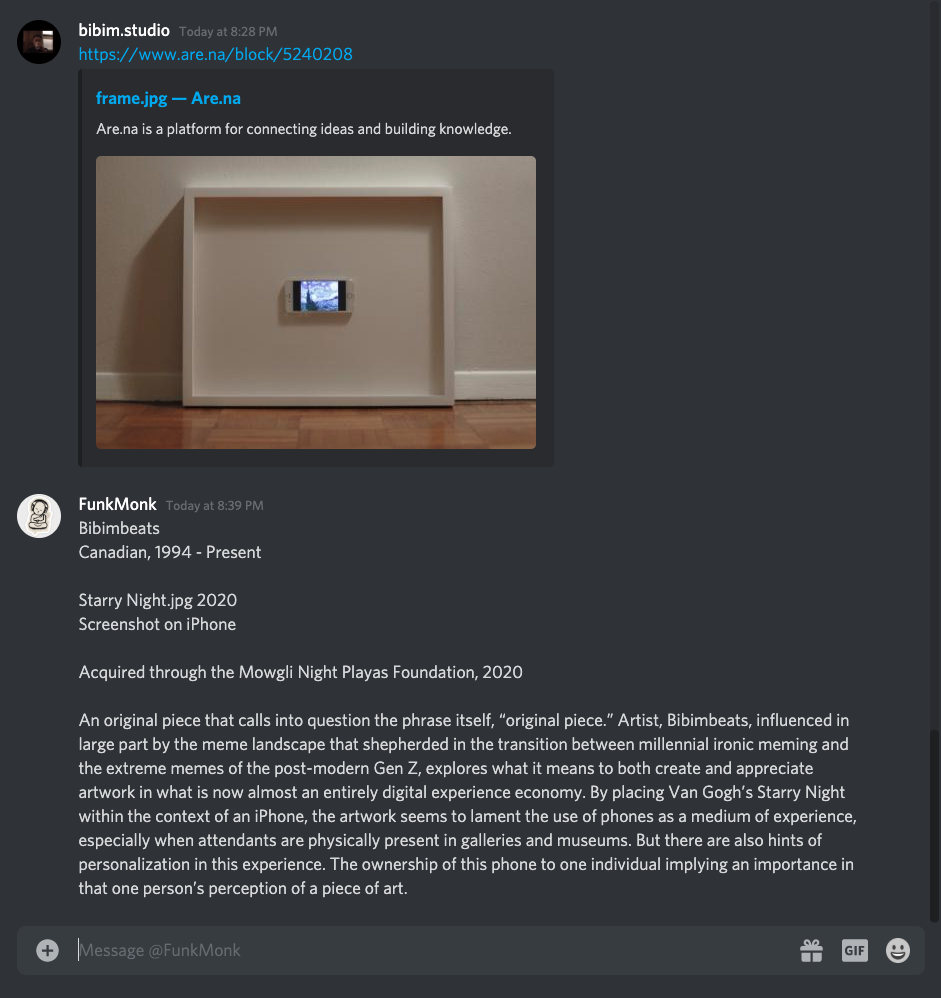 bibim.studio Today at 8:28 PM
https://www.are.na/block/5240208
frame.jpg — Are.na
Are.na is a platform for connecting ideas and building knowledge.
FunkMonk Today at 8:39 PM
Bibimbeats
Canadian, 1994 - Present
Starry Night.jpg 2020
Screenshot on iPhone
Acquired through the Mowgli Night Playas Foundation, 2020
An original piece that calls into question the phrase itself, “original piece.” Artist, Bibimbeats, influenced in
large part by the meme landscape that shepherded in the transition between millennial ironic meming and
the extreme memes of the post-modern Gen Z, explores what it means to both create and appreciate
artwork in what is now almost an entirely digital experience economy. By placing Van Gogh’s Starry Night
within the context of an iPhone, the artwork seems to lament the use of phones as a medium of experience,
especially when attendants are physically present in galleries and museums. But there are also hints of
personalization in this experience. The ownership of this phone to one individual implying an importance in
that one person’s perception of a piece of art.
Message @FunkMonk
GIF